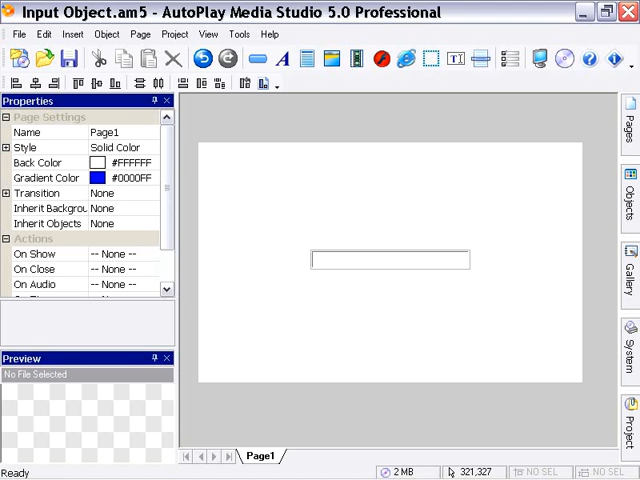 Input Object.am5 - AutoPlay Media Studio 5.0 Professional
File Edit Insert Object Page Project View Tools Help
Properties
Page Settings
Name Page1
Style Solid Color
Back Color #FFFFFF
Gradient Color #0000FF
Transition None
Inherit Backgrou None
Inherit Objects None
Actions
On Show -- None --
On Close -- None --
On Audio -- None --
Preview
No File Selected
Page1
Ready
2 MB
321,327
NO SEL
NO SEL
Pages
Objects
Gallery
System
Project